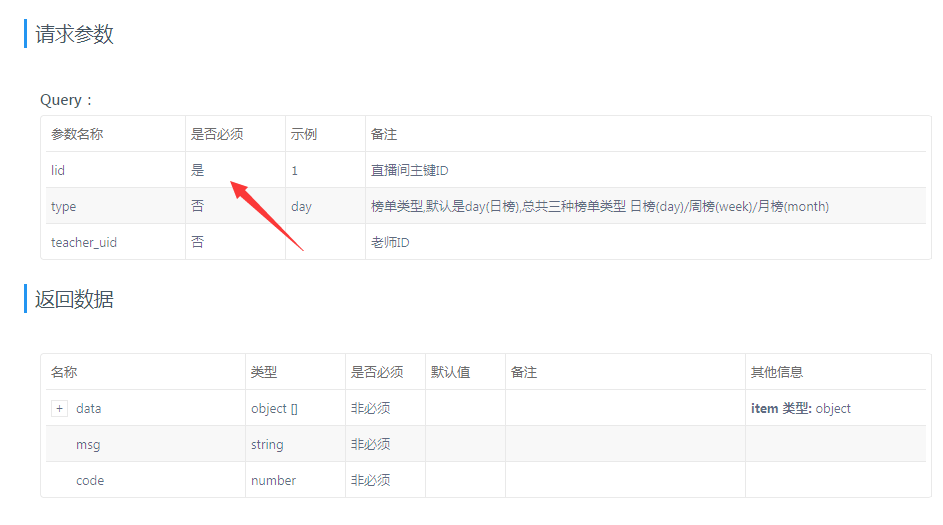 请求参数
Query：
参数名称 是否必须 示例 备注
lid 是 1 直播间主键ID
type 否 day 榜单类型,默认是day(日榜),总共三种榜单类型 日榜(day)/周榜(week)/月榜(month)
teacher_uid 否 老师ID
返回数据
名称 类型 是否必须 默认值 备注 其他信息
+ data object [] 非必须 item 类型: object
msg string 非必须
code number 非必须